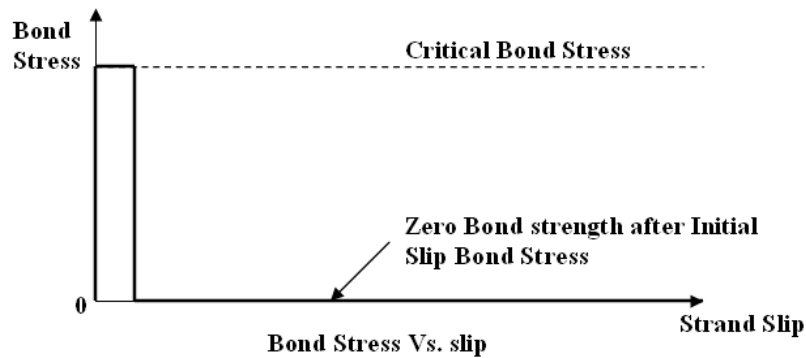 Bond
Stress
Critical Bond Stress
Zero Bond strength after Initial
Slip Bond Stress
0
Strand Slip
Bond Stress Vs. slip